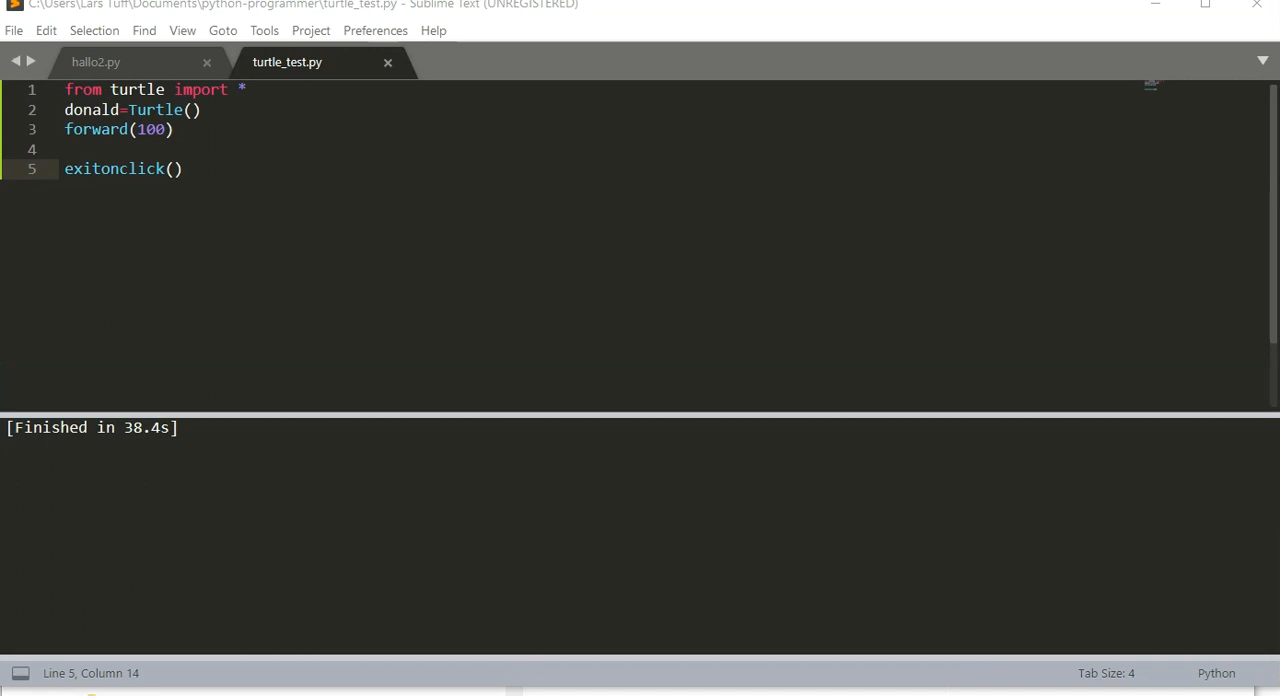 C:\Users\Lars Tuff\Documents\python-programmer\turtle_test.py - Sublime Text (UNREGISTERED)
File Edit Selection Find View Goto Tools Project Preferences Help
hallo2.py × turtle_test.py ×
1 from turtle import *
2 donald=Turtle()
3 forward(100)
4
5 exitonclick()
[Finished in 38.4s]
Line 5, Column 14 Tab Size: 4 Python